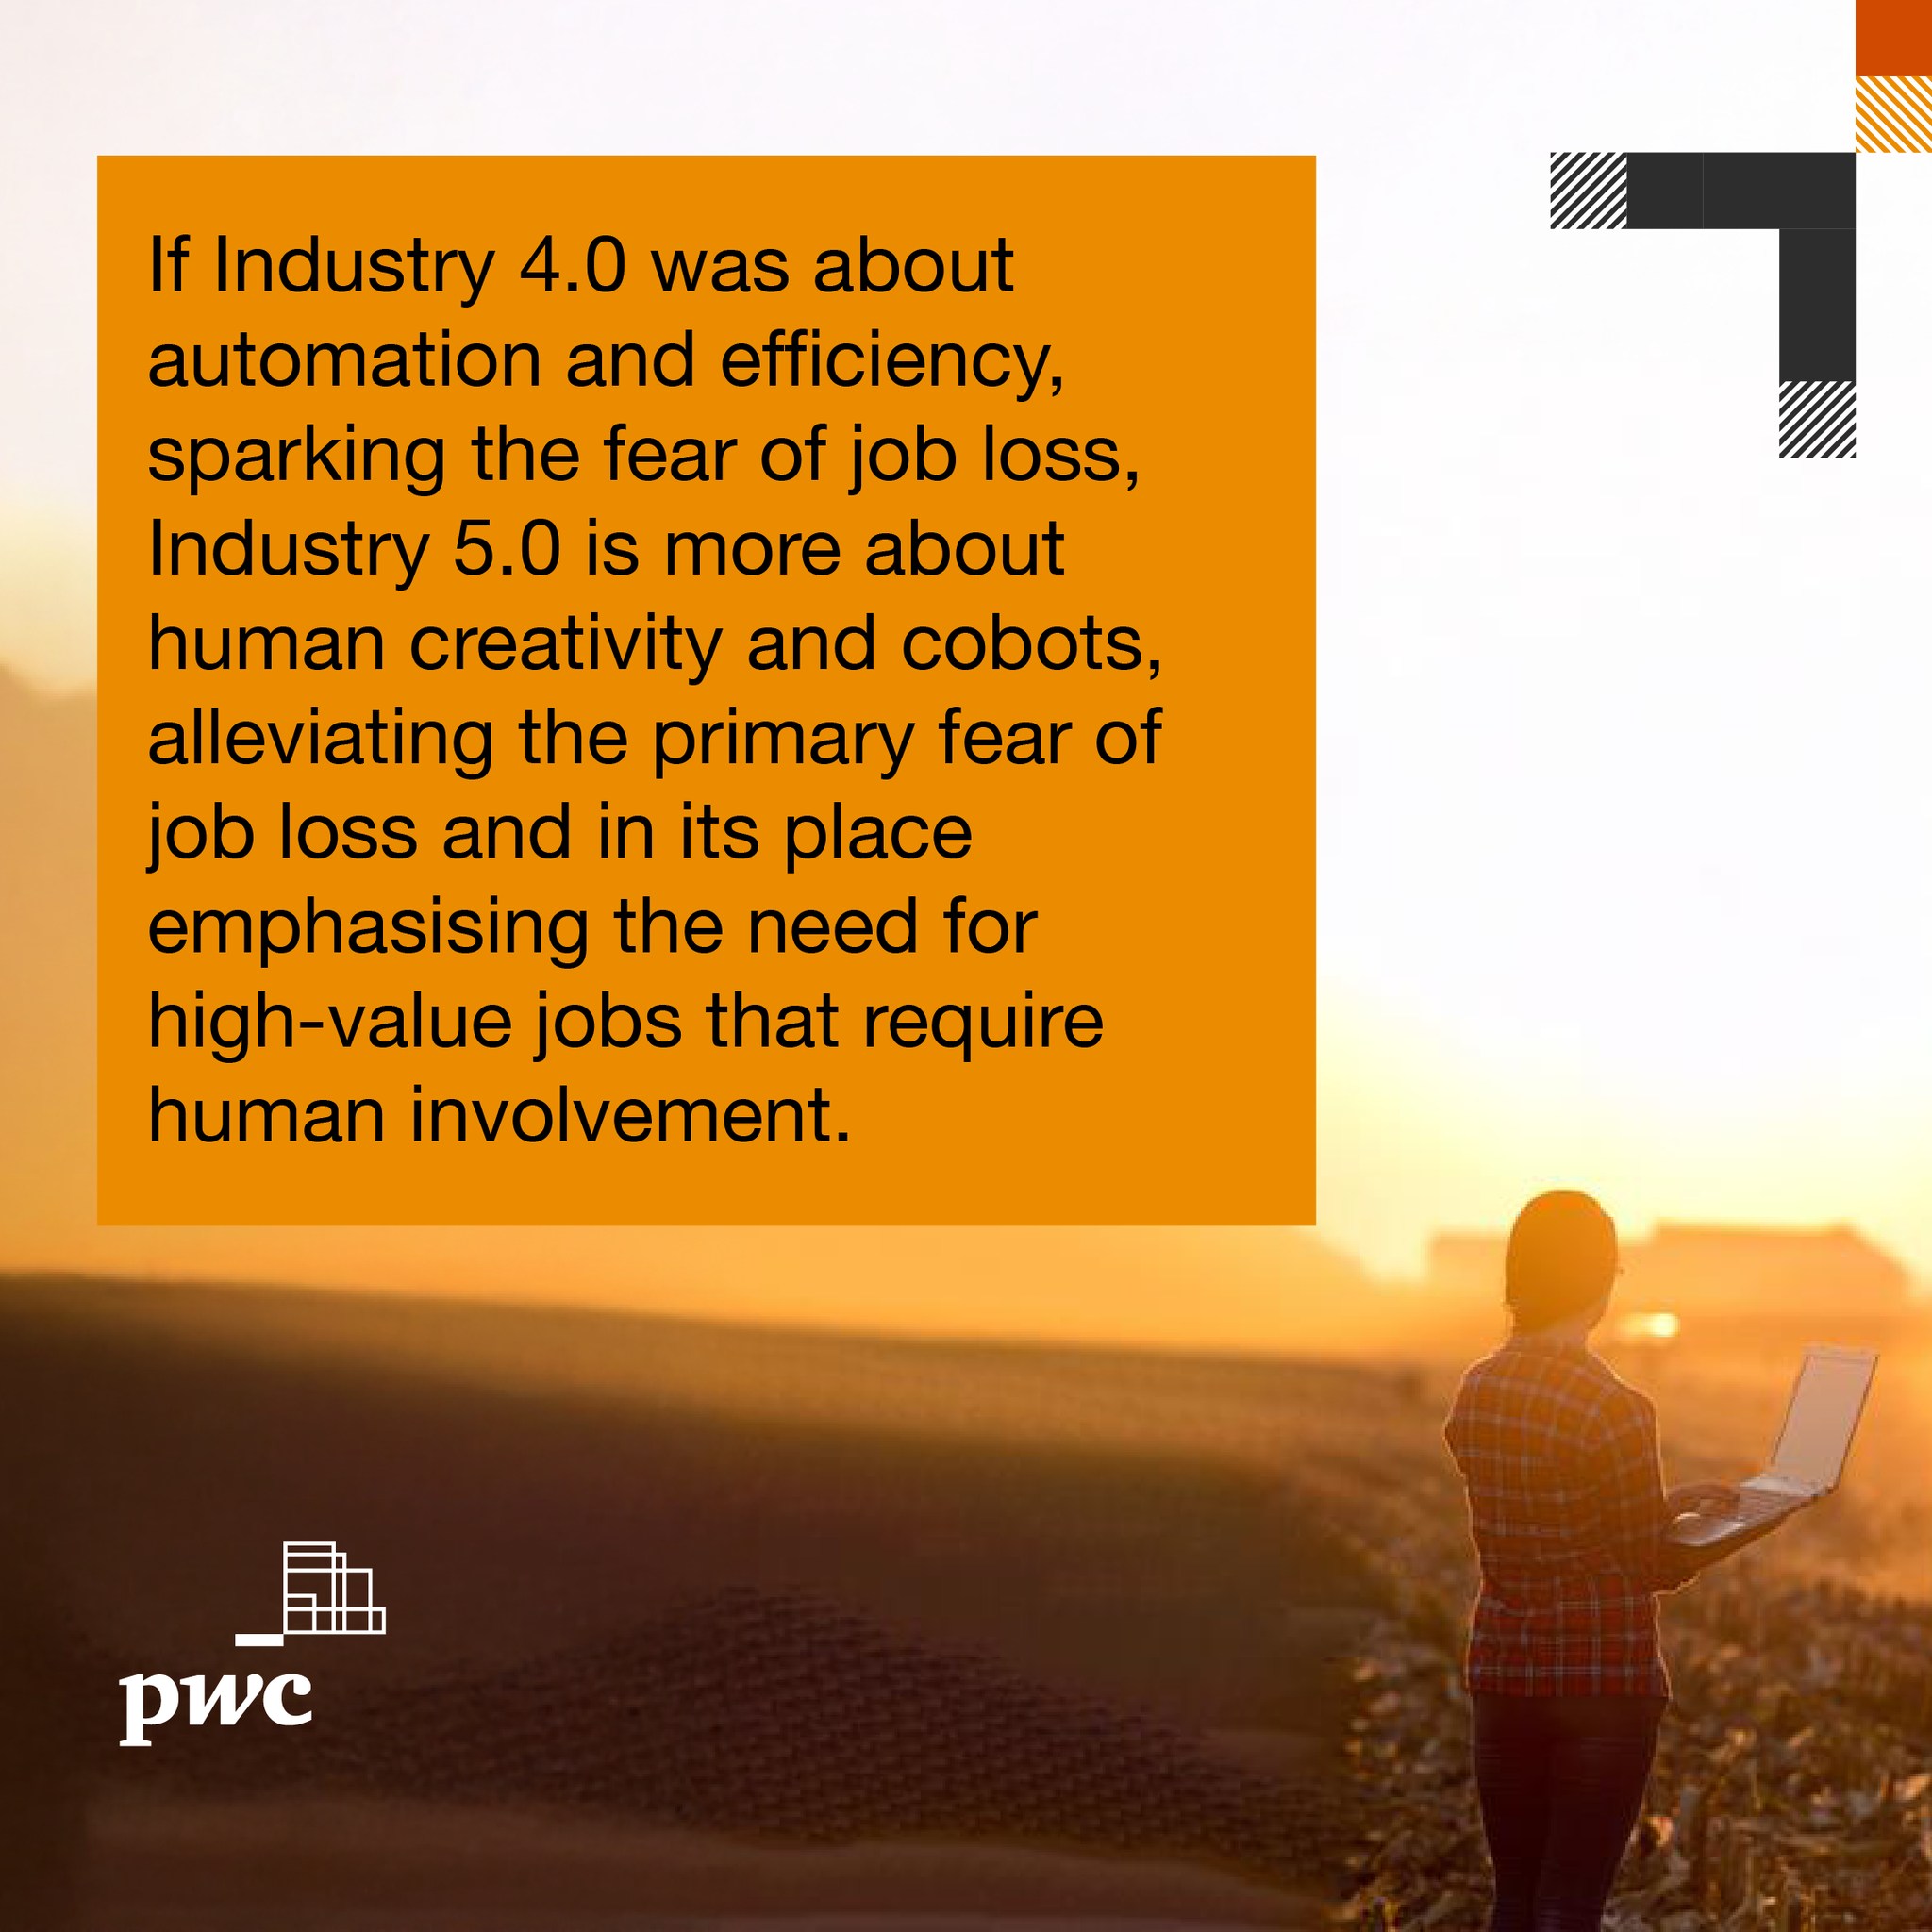 If Industry 4.0 was about
automation and efficiency,
sparking the fear of job loss,
Industry 5.0 is more about
human creativity and cobots,
alleviating the primary fear of
job loss and in its place
emphasising the need for
high-value jobs that require
human involvement.
pwc